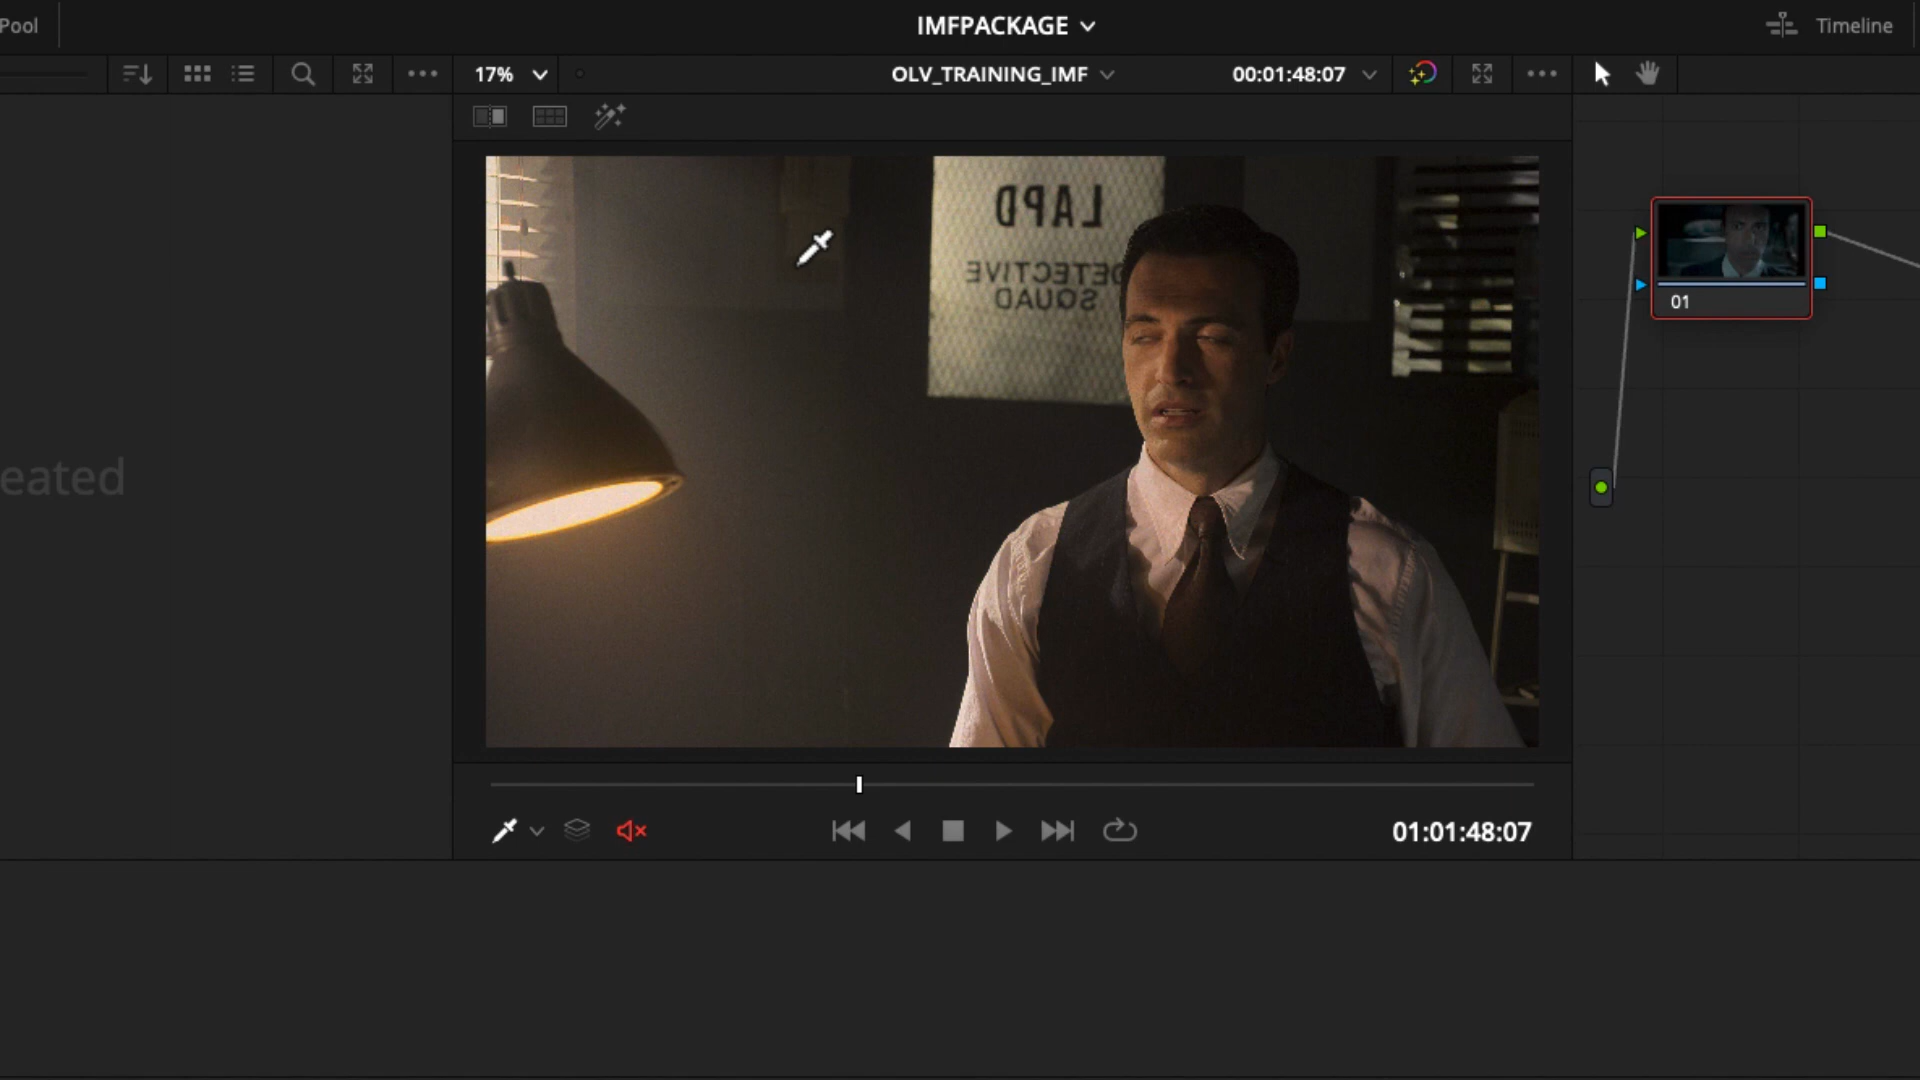 Pool
IMFPACKAGE
Timeline
17%
OLV_TRAINING_IMF
00:01:48:07
LAPD
DETECTIVE
SQUAD
01
eated
01:01:48:07